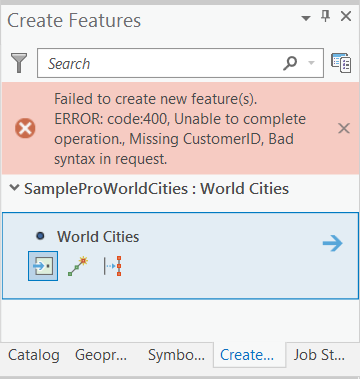 Create Features
Search
Failed to create new feature(s).
ERROR: code:400, Unable to complete
operation., Missing CustomerID, Bad
syntax in request.
SampleProWorldCities : World Cities
World Cities
Catalog Geopr... Symbo... Create... Job St...